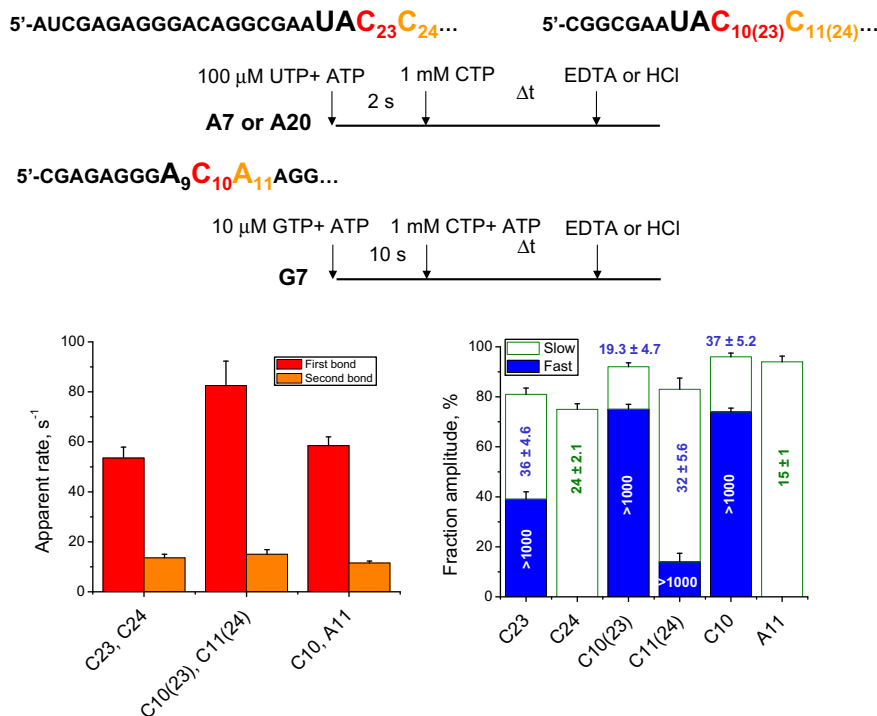 5'-AUCGAGAGGGACAGGCGAAUAC23C24...
5'-CGGCGAAUAC10(23)C11(24)...
100 μM UTP+ ATP
1 mM CTP
EDTA or HCl
2 s
Δt
A7 or A20
5'-CGAGAGGGA9C10A11AGG...
10 μM GTP+ ATP
1 mM CTP+ ATP
EDTA or HCl
10 s
Δt
G7
Apparent rate, s-1
100
80
60
40
20
0
First bond
Second bond
C23, C24
C10(23), C11(24)
C10, A11
Fraction amplitude, %
100
80
60
40
20
0
Slow
Fast
19.3 ± 4.7
37 ± 5.2
36 ± 4.6
>1000
24 ± 2.1
>1000
32 ± 5.6
>1000
>1000
15 ± 1
C23
C24
C10(23)
C11(24)
C10
A11